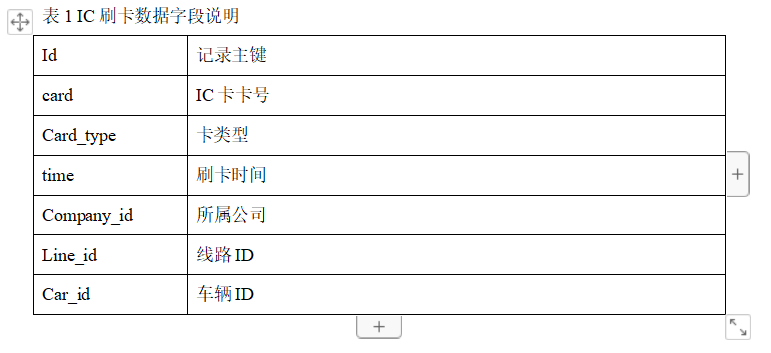 表 1 IC 刷卡数据字段说明
Id 记录主键
card IC 卡卡号
Card_type 卡类型
time 刷卡时间
Company_id 所属公司
Line_id 线路 ID
Car_id 车辆 ID